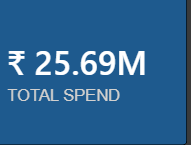 ₹ 25.69M
TOTAL SPEND